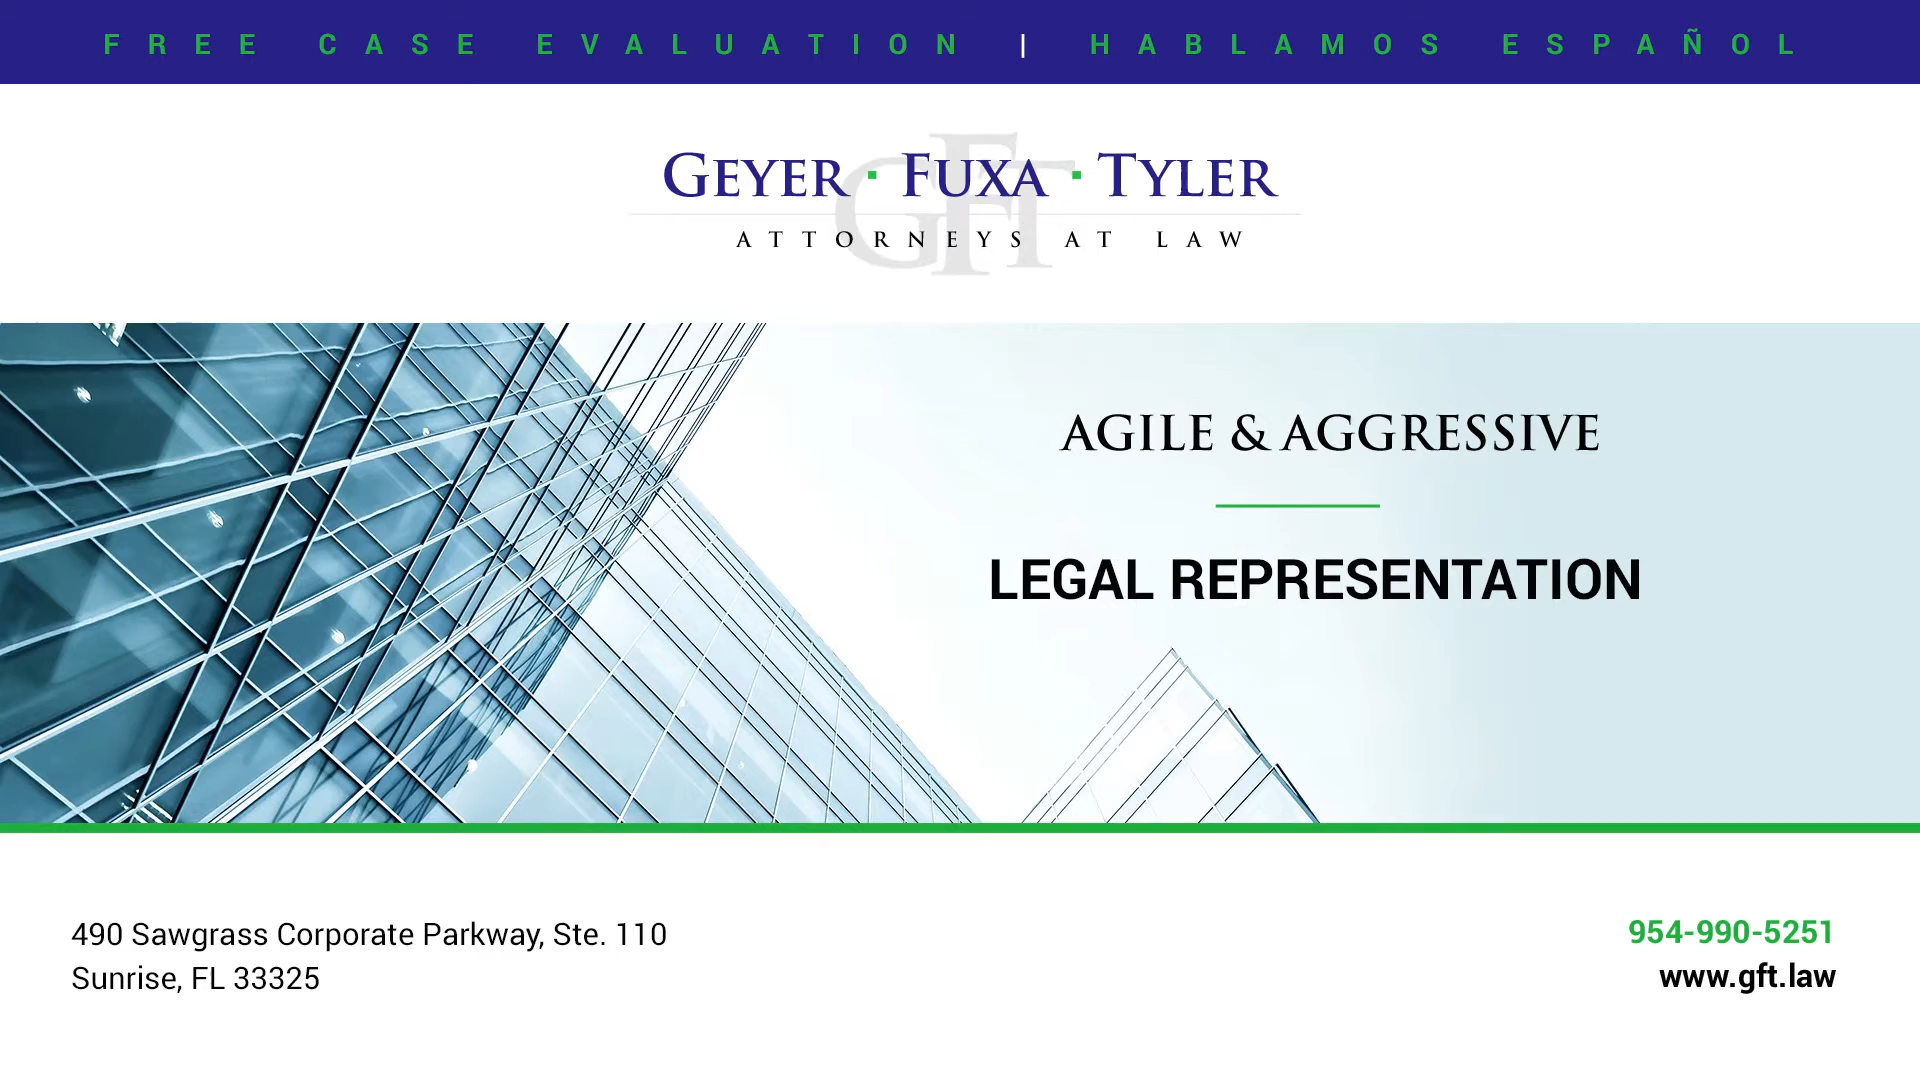 FREE CASE EVALUATION | HABLAMOS ESPAÑOL
GFT
GEYER · FUXA · TYLER
ATTORNEYS AT LAW
AGILE & AGGRESSIVE
LEGAL REPRESENTATION
490 Sawgrass Corporate Parkway, Ste. 110
Sunrise, FL 33325
954-990-5251
www.gft.law